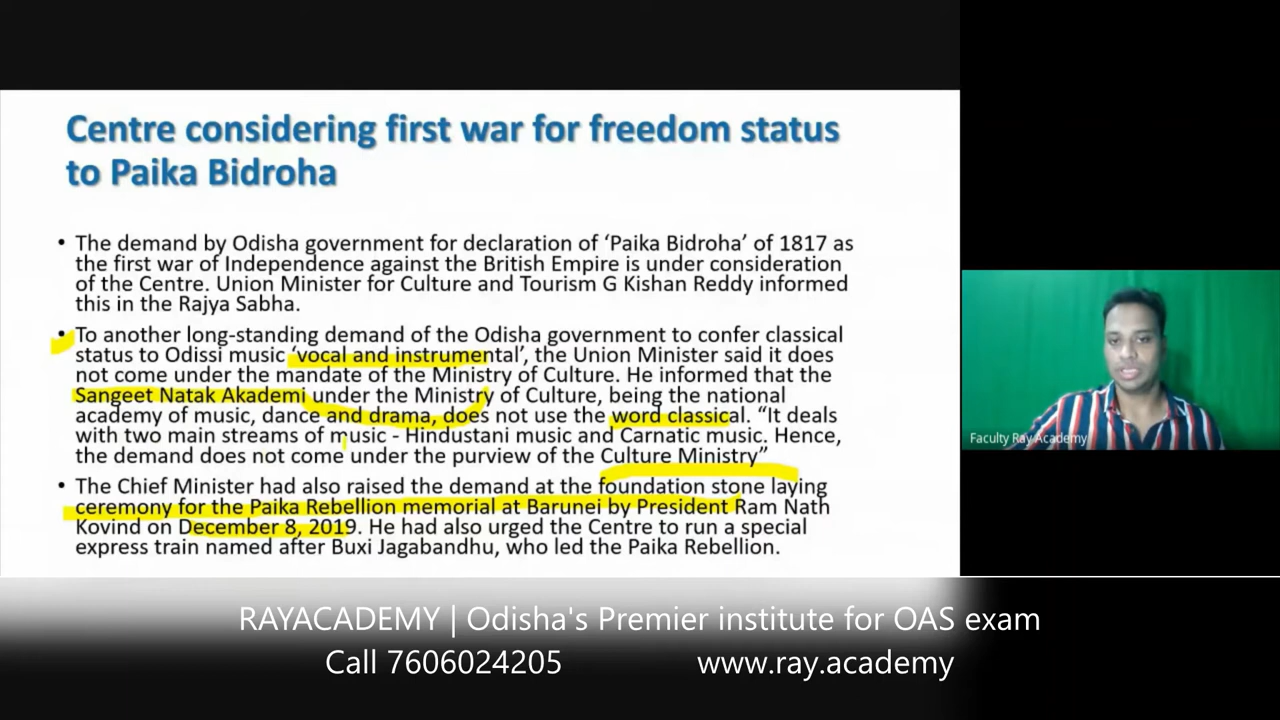 Centre considering first war for freedom status
to Paika Bidroha
• The demand by Odisha government for declaration of ‘Paika Bidroha’ of 1817 as
the first war of Independence against the British Empire is under consideration
of the Centre. Union Minister for Culture and Tourism G Kishan Reddy informed
this in the Rajya Sabha.
• To another long-standing demand of the Odisha government to confer classical
status to Odissi music ‘vocal and instrumental’, the Union Minister said it does
not come under the mandate of the Ministry of Culture. He informed that the
Sangeet Natak Akademi under the Ministry of Culture, being the national
academy of music, dance and drama, does not use the word classical. “It deals
with two main streams of music - Hindustani music and Carnatic music. Hence,
the demand does not come under the purview of the Culture Ministry”
• The Chief Minister had also raised the demand at the foundation stone laying
ceremony for the Paika Rebellion memorial at Barunei by President Ram Nath
Kovind on December 8, 2019. He had also urged the Centre to run a special
express train named after Buxi Jagabandhu, who led the Paika Rebellion.
Faculty Ray Academy
RAYACADEMY | Odisha's Premier institute for OAS exam
Call 7606024205 www.ray.academy